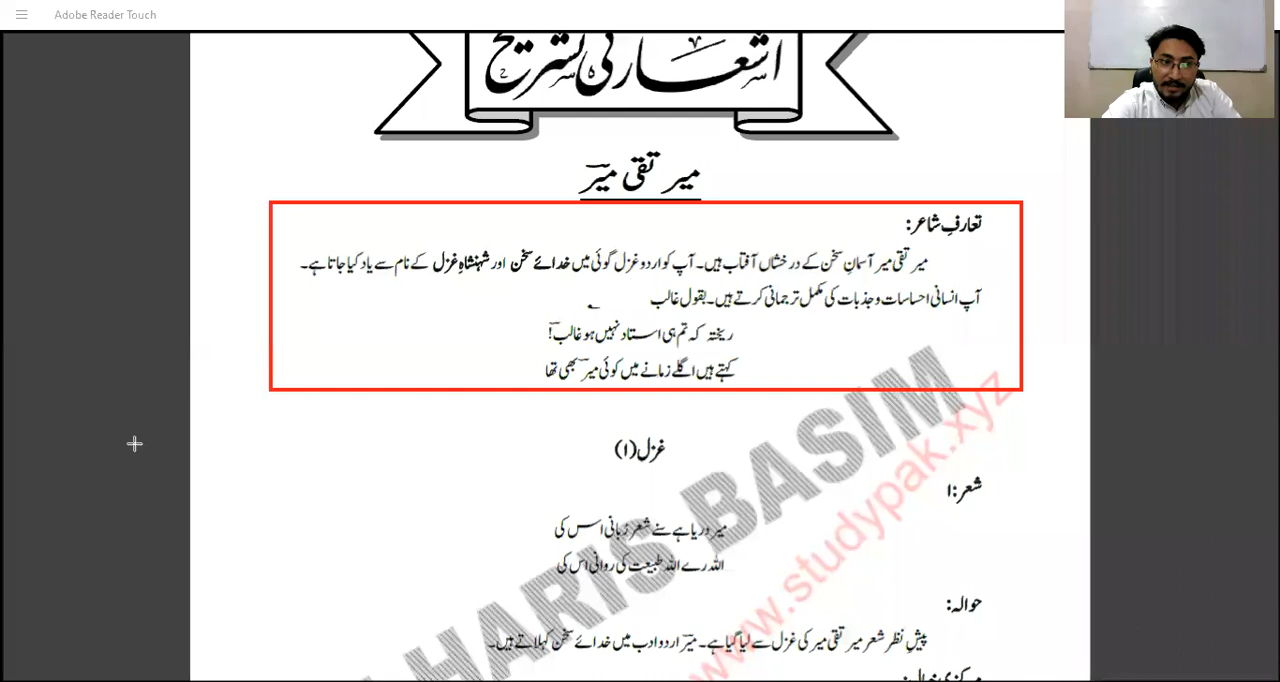 Adobe Reader Touch
اشعار کی تشریح
میر تقی میرؔ
تعارفِ شاعر:
میر تقی میر آسمانِ سخن کے درخشاں آفتاب ہیں۔ آپ کو اردو غزل گوئی میں خدائے سخن اور شہنشاہِ غزل کے نام سے یاد کیا جاتا ہے۔
آپ انسانی احساسات و جذبات کی مکمل ترجمانی کرتے ہیں۔ بقول غالب ؎
ریختہ کہ تم ہی استاد نہیں ہو غالبؔ!
کہتے ہیں اگلے زمانے میں کوئی میرؔ بھی تھا
غزل (۱)
شعر: ۱
میر دریا ہے سنے شعر زبانی اس کی
اللہ رے اللہ طبیعت کی روانی اس کی
حوالہ:
پیشِ نظر شعر میر تقی میر کی غزل سے لیا گیا ہے۔ میرؔ اردو ادب میں خدائے سخن کہلاتے ہیں۔
مرکزی خیال:
HARIS BASIM
www.studypak.xyz